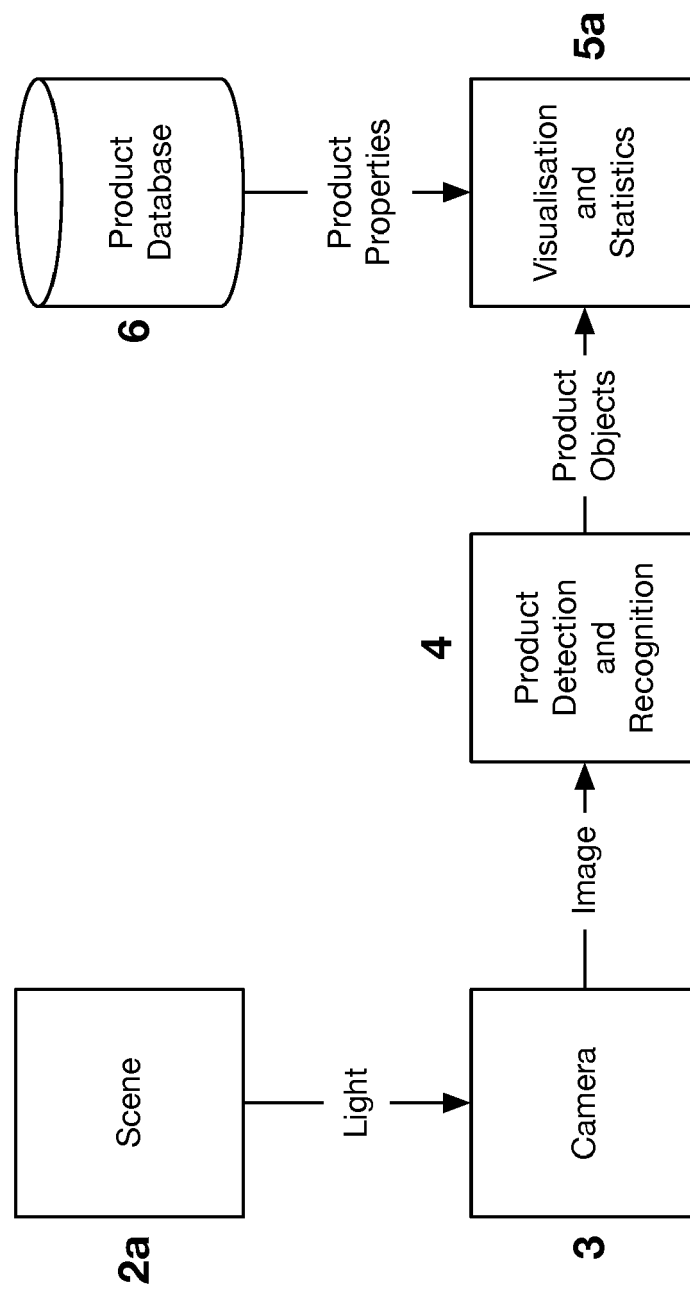 2a
Scene
6
Product
Database
Light
Product
Properties
3
Camera
Image
4
Product
Detection
and
Recognition
Product
Objects
Visualisation
and
Statistics
5a